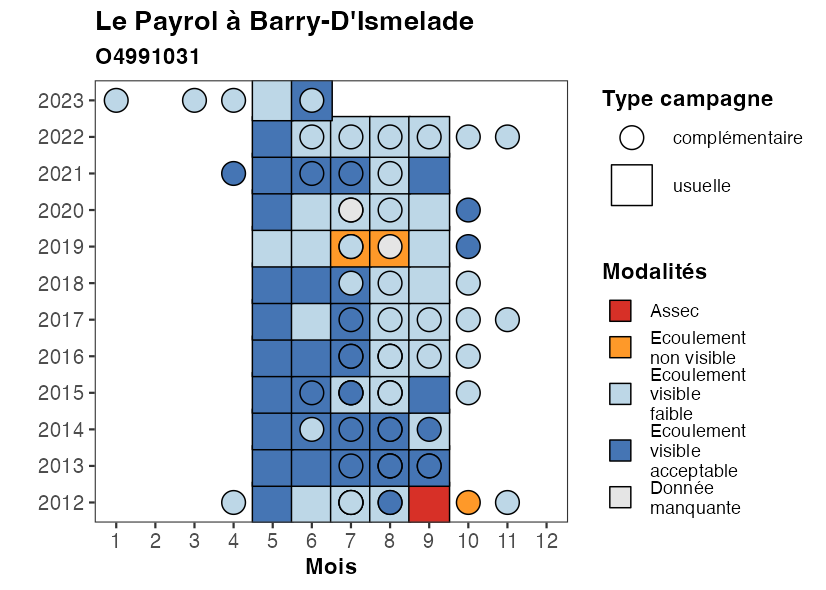 Le Payrol à Barry-D'Ismelade
O4991031
2023
2022
2021
2020
2019
2018
2017
2016
2015
2014
2013
2012
1 2 3 4 5 6 7 8 9 10 11 12
Mois
Type campagne
complémentaire
usuelle
Modalités
Assec
Ecoulement
non visible
Ecoulement
visible
faible
Ecoulement
visible
acceptable
Donnée
manquante